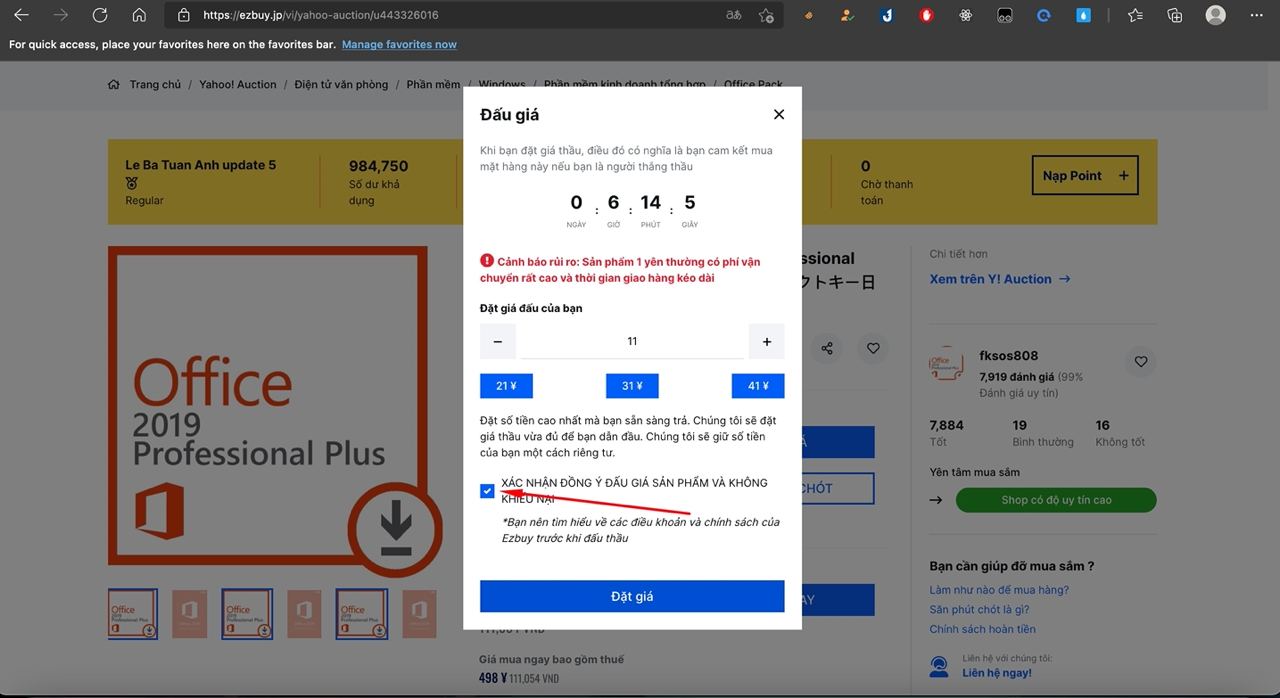 https://ezbuy.jp/vi/yahoo-auction/u443326016
For quick access, place your favorites here on the favorites bar. Manage favorites now
Trang chủ / Yahoo! Auction / Điện tử văn phòng / Phần mềm / Windows / Phần mềm kinh doanh tổng hợp / Office Pack
Le Ba Tuan Anh update 5
Regular
984,750
Số dư khả
dụng
0
Chờ thanh
toán
Nạp Point +
Office
2019
Professional Plus
Đấu giá
Khi bạn đặt giá thầu, điều đó có nghĩa là bạn cam kết mua
mặt hàng này nếu bạn là người thắng thầu
0 : 6 : 14 : 5
NGÀY GIỜ PHÚT GIÂY
Cảnh báo rủi ro: Sản phẩm 1 yên thường có phí vận
chuyển rất cao và thời gian giao hàng kéo dài
Đặt giá đấu của bạn
− 11 +
21 ¥ 31 ¥ 41 ¥
Đặt số tiền cao nhất mà bạn sẵn sàng trả. Chúng tôi sẽ đặt
giá thầu vừa đủ để bạn dẫn đầu. Chúng tôi sẽ giữ số tiền
của bạn một cách riêng tư.
XÁC NHẬN ĐỒNG Ý ĐẤU GIÁ SẢN PHẨM VÀ KHÔNG
KHIẾU NẠI
*Bạn nên tìm hiểu về các điều khoản và chính sách của
Ezbuy trước khi đấu thầu
Đặt giá
ssional
クトキー日
CHÓT
AY
Giá mua ngay bao gồm thuế
498 ¥ 111,054 VND
Chi tiết hơn
Xem trên Y! Auction →
fksos808
7,919 đánh giá (99%
Đánh giá uy tín)
7,884 19 16
Tốt Bình thường Không tốt
Yên tâm mua sắm
Shop có độ uy tín cao
Bạn cần giúp đỡ mua sắm ?
Làm như nào để mua hàng?
Săn phút chót là gì?
Chính sách hoàn tiền
Liên hệ với chúng tôi:
Liên hệ ngay!